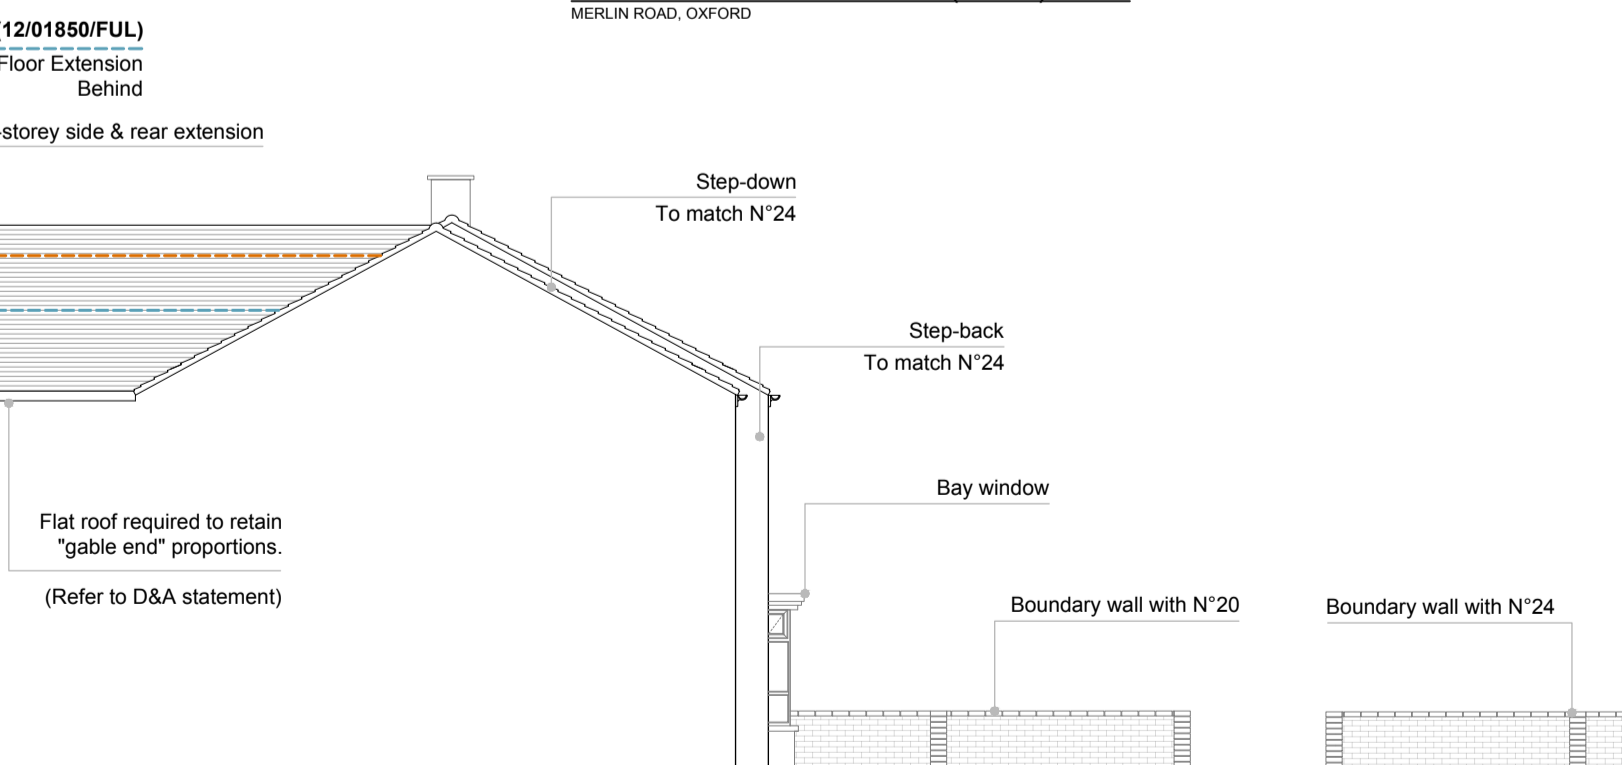 MERLIN ROAD, OXFORD
(12/01850/FUL)
Floor Extension
Behind
-storey side & rear extension
Step-down
To match N°24
Step-back
To match N°24
Bay window
Flat roof required to retain
"gable end" proportions.
(Refer to D&A statement)
Boundary wall with N°20
Boundary wall with N°24